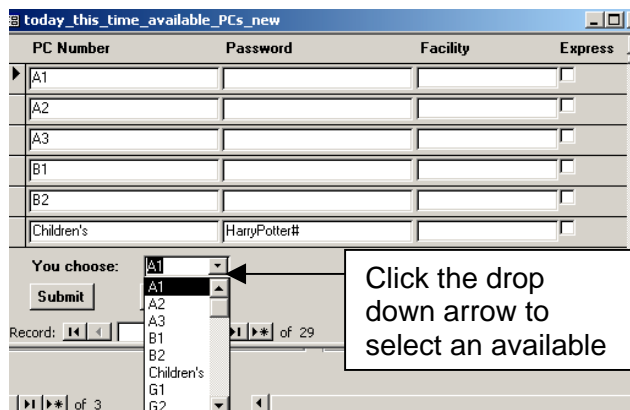 today_this_time_available_PCs_new
PC Number Password Facility Express
A1
A2
A3
B1
B2
Children's HarryPotter#
You choose: A1
Submit
A1
A2
A3
B1
B2
Children's
G1
G2
Record: of 29
of 3
Click the drop
down arrow to
select an available